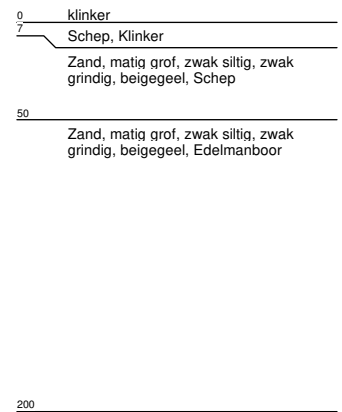 0 klinker
7 Schep, Klinker
Zand, matig grof, zwak siltig, zwak
grindig, beigegeel, Schep
50
Zand, matig grof, zwak siltig, zwak
grindig, beigegeel, Edelmanboor
200